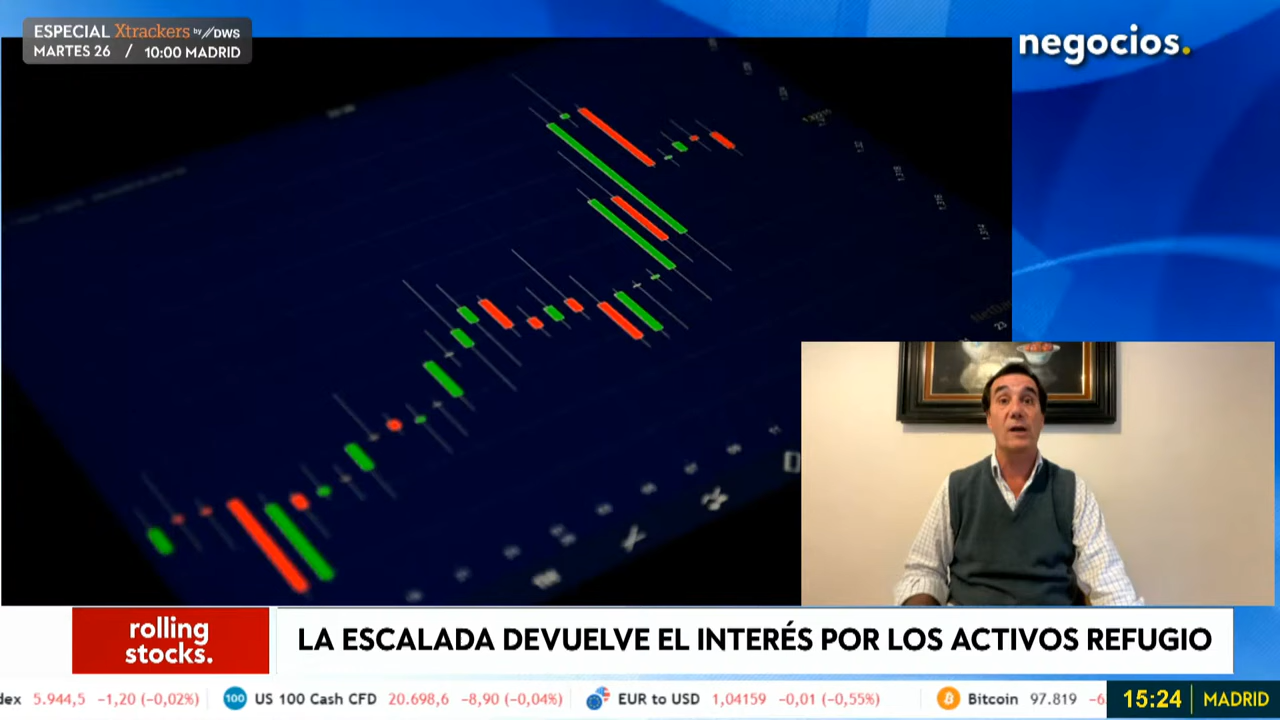 ESPECIAL Xtrackers by DWS
MARTES 26 / 10:00 MADRID
negocios.
rolling
stocks.
LA ESCALADA DEVUELVE EL INTERÉS POR LOS ACTIVOS REFUGIO
dex 5.944,5 −1,20 (−0,02%) 100 US 100 Cash CFD 20.698,6 −8,90 (−0,04%) EUR to USD 1,04159 −0,01 (−0,55%) Bitcoin 97.819 −6 15:24 MADRID